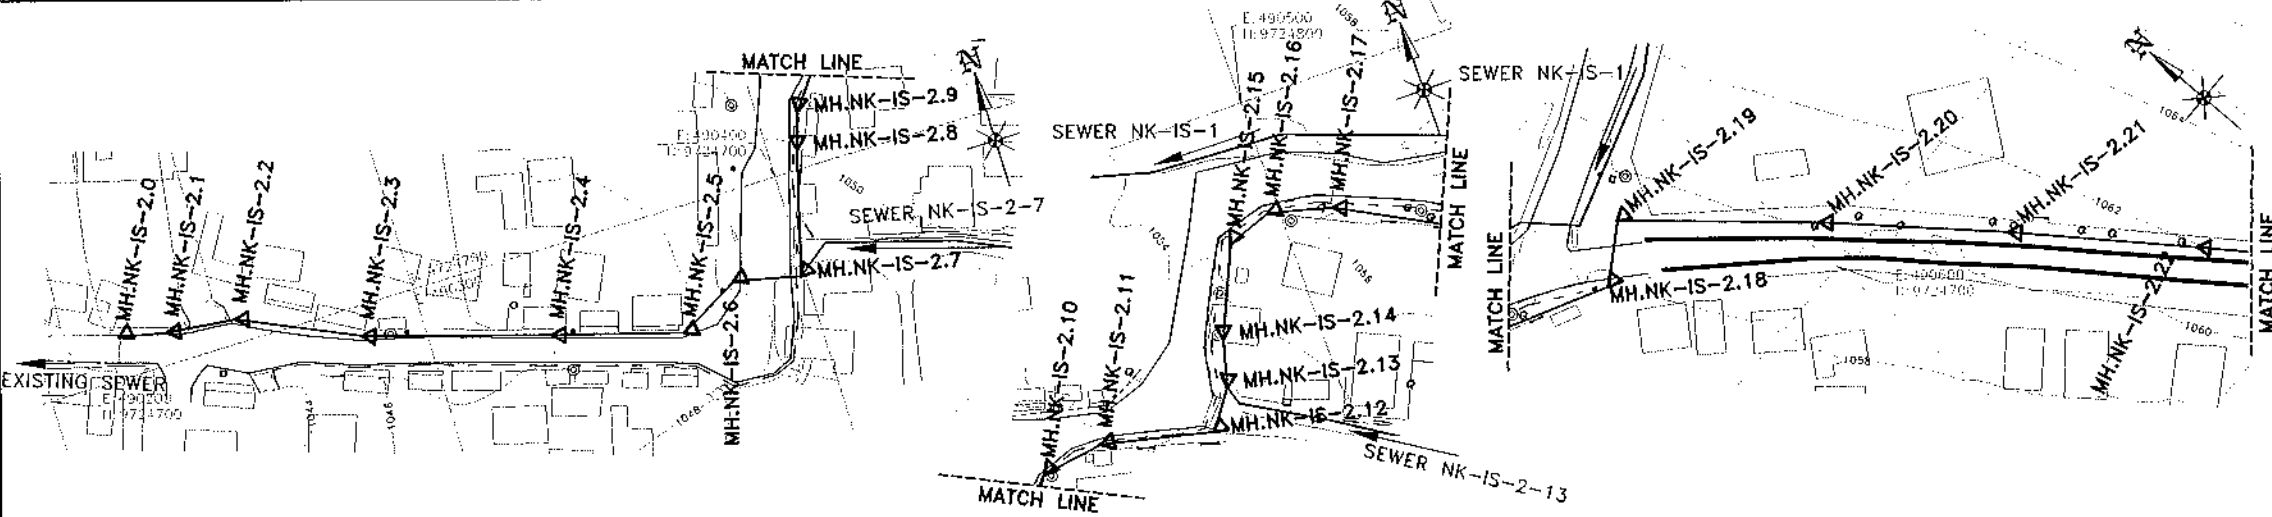 MATCH LINE
MH.NK-IS-2.9
MH.NK-IS-2.8
MH.NK-IS-2.0
MH.NK-IS-2.1
MH.NK-IS-2.2
MH.NK-IS-2.3
MH.NK-IS-2.4
MH.NK-IS-2.5
1050
SEWER NK-IS-2-7
MH.NK-IS-2.7
MH.NK-IS-2.6
EXISTING SEWER
N:9724700
1046
1048
E:490500
N:9724800
1058
MH.NK-IS-2.15
MH.NK-IS-2.16
MH.NK-IS-2.17
SEWER NK-IS-1
SEWER NK-IS-1
MATCH LINE
1054
MH.NK-IS-2.10
MH.NK-IS-2.11
MH.NK-IS-2.14
MH.NK-IS-2.13
MH.NK-IS-2.12
SEWER NK-IS-2-13
MATCH LINE
MATCH LINE
MH.NK-IS-2.19
MH.NK-IS-2.20
MH.NK-IS-2.21
1062
MH.NK-IS-2.18
E:490600
N:9724700
MH.NK-IS-2.22
1060
1058
MATCH LINE